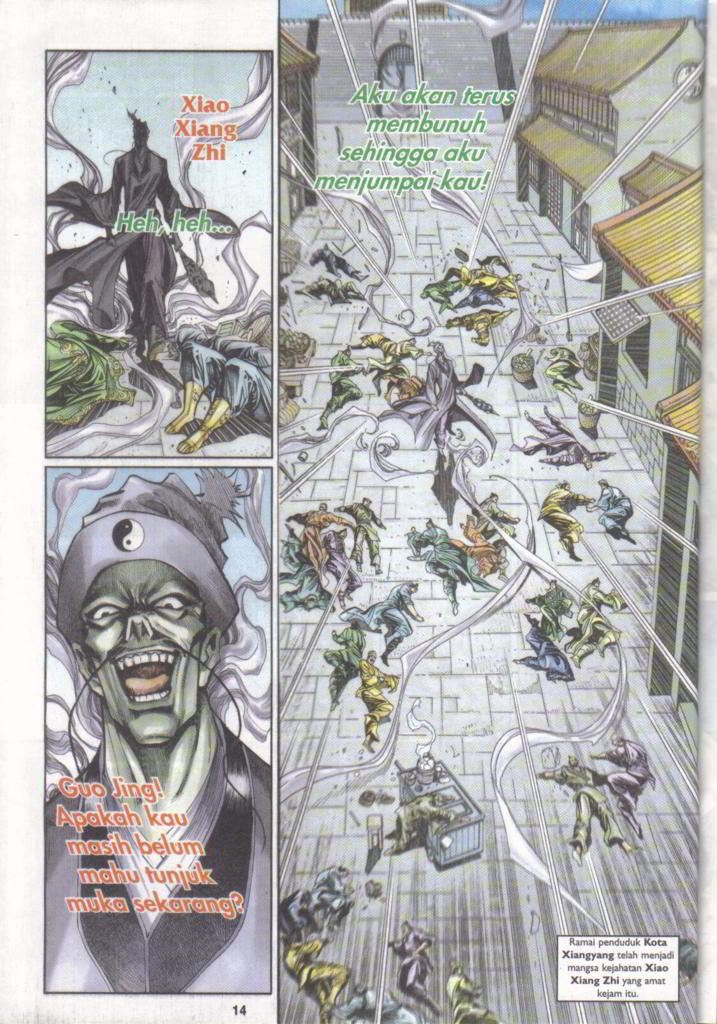 Xiao
Xiang
Zhi
Heh, heh...
Guo Jing!
Apakah kau
masih belum
mahu tunjuk
muka sekarang?
Aku akan terus
membunuh
sehingga aku
menjumpai kau!
Ramai penduduk Kota
Xiangyang telah menjadi
mangsa kejahatan Xiao
Xiang Zhi yang amat
kejam itu.
14